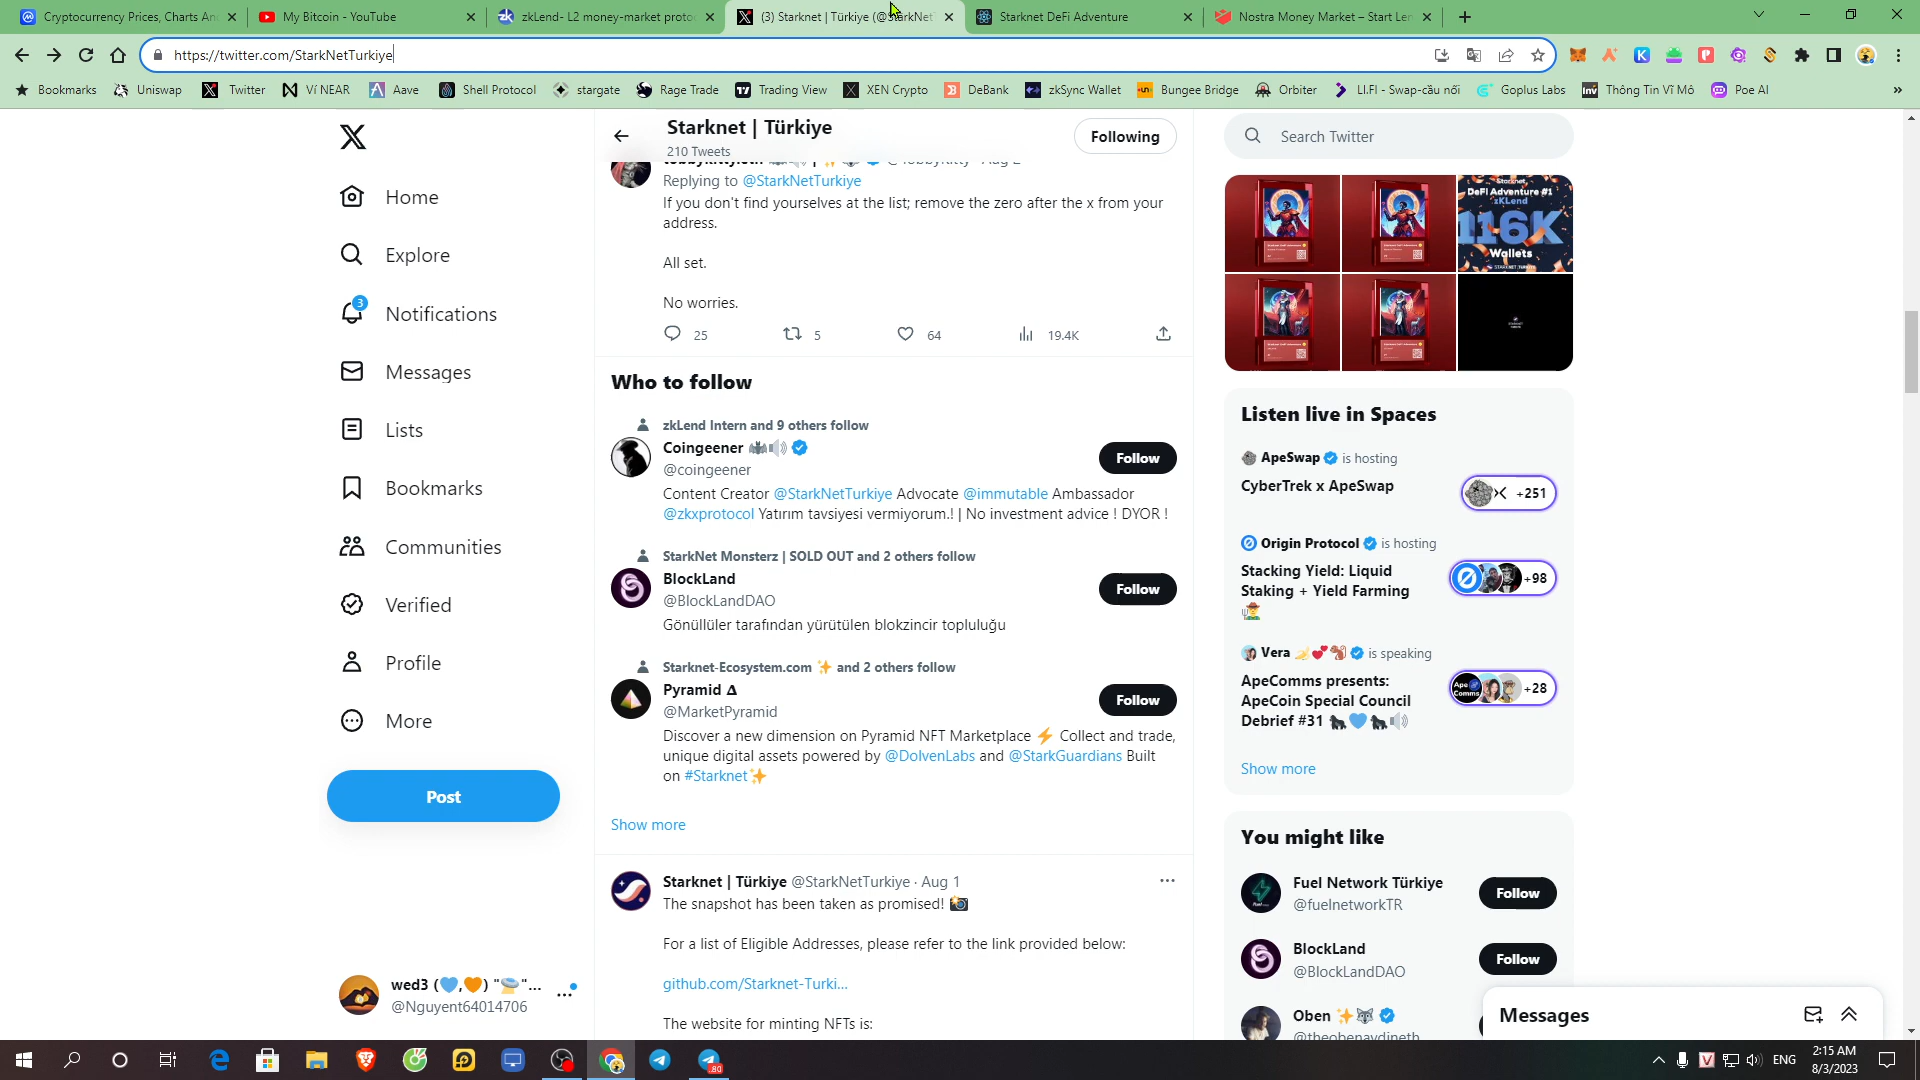 Cryptocurrency Prices, Charts An
My Bitcoin - YouTube
zkLend- L2 money-market proto
(3) Starknet | Türkiye (@StarkNetT
Starknet DeFi Adventure
Nostra Money Market – Start Len
https://twitter.com/StarkNetTurkiye
Bookmarks
Uniswap
Twitter
Ví NEAR
Aave
Shell Protocol
stargate
Rage Trade
Trading View
XEN Crypto
DeBank
zkSync Wallet
Bungee Bridge
Orbiter
LI.FI - Swap-cầu nối
Goplus Labs
Thông Tin Vĩ Mô
Poe AI
Home
Explore
3
Notifications
Messages
Lists
Bookmarks
Communities
Verified
Profile
More
Post
wed3 (🩵,🧡) "
"...
@Nguyent64014706
Starknet | Türkiye
210 Tweets
Following
Replying to @StarkNetTurkiye
If you don't find yourselves at the list; remove the zero after the x from your
address.
All set.
No worries.
25
5
64
19.4K
Who to follow
zkLend Intern and 9 others follow
Coingeener 🦇🔊
@coingeener
Follow
Content Creator @StarkNetTurkiye Advocate @immutable Ambassador
@zkxprotocol Yatırım tavsiyesi vermiyorum.! | No investment advice ! DYOR !
StarkNet Monsterz | SOLD OUT and 2 others follow
BlockLand
@BlockLandDAO
Follow
Gönüllüler tarafından yürütülen blokzincir topluluğu
Starknet-Ecosystem.com ✨ and 2 others follow
Pyramid Δ
@MarketPyramid
Follow
Discover a new dimension on Pyramid NFT Marketplace ⚡ Collect and trade,
unique digital assets powered by @DolvenLabs and @StarkGuardians Built
on #Starknet✨
Show more
Starknet | Türkiye @StarkNetTurkiye · Aug 1
The snapshot has been taken as promised! 📸
For a list of Eligible Addresses, please refer to the link provided below:
github.com/Starknet-Turki...
The website for minting NFTs is:
Search Twitter
Starknet
DeFi Adventure #1
zKLend
116K
Wallets
Listen live in Spaces
ApeSwap is hosting
CyberTrek x ApeSwap
+251
Origin Protocol is hosting
Stacking Yield: Liquid
Staking + Yield Farming
+98
Vera 🍌💕🐿️ is speaking
ApeComms presents:
ApeCoin Special Council
Debrief #31 🦍💙🦍🔊
Ape
Comms
+28
Show more
You might like
Fuel Network Türkiye
@fuelnetworkTR
Follow
BlockLand
@BlockLandDAO
Follow
Oben ✨🐺
Messages
80
ENG
2:15 AM
8/3/2023